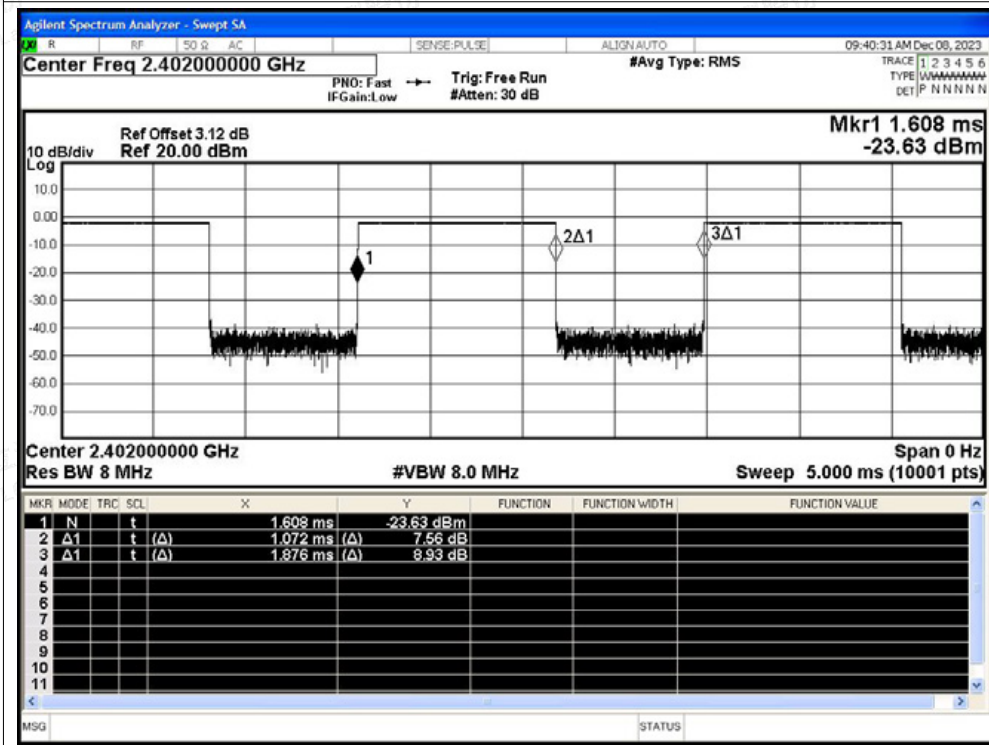 Agilent Spectrum Analyzer - Swept SA
LXI R RF 50 Ω AC SENSE:PULSE ALIGN AUTO 09:40:31 AM Dec 08, 2023
Center Freq 2.402000000 GHz #Avg Type: RMS TRACE 1 2 3 4 5 6
PNO: Fast Trig: Free Run TYPE W
IFGain:Low #Atten: 30 dB DET P N N N N N
Mkr1 1.608 ms
Ref Offset 3.12 dB
10 dB/div Ref 20.00 dBm -23.63 dBm
Log
10.0
0.00
2Δ1 3Δ1
-10.0
1
-20.0
-30.0
-40.0
-50.0
-60.0
-70.0
Center 2.402000000 GHz Span 0 Hz
Res BW 8 MHz #VBW 8.0 MHz Sweep 5.000 ms (10001 pts)
MKR MODE TRC SCL X Y FUNCTION FUNCTION WIDTH FUNCTION VALUE
1 N t 1.608 ms -23.63 dBm
2 Δ1 t (Δ) 1.072 ms (Δ) 7.56 dB
3 Δ1 t (Δ) 1.876 ms (Δ) 8.93 dB
4
5
6
7
8
9
10
11
MSG STATUS